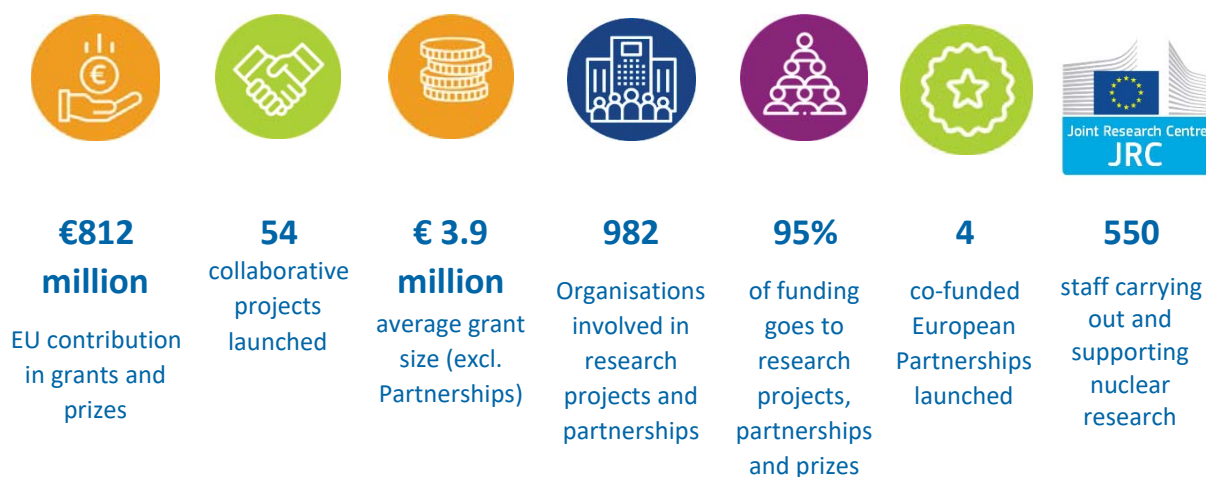 Joint Research Centre
JRC
€812
million
EU contribution
in grants and
prizes
54
collaborative
projects
launched
€ 3.9
million
average grant
size (excl.
Partnerships)
982
Organisations
involved in
research
projects and
partnerships
95%
of funding
goes to
research
projects,
partnerships
and prizes
4
co-funded
European
Partnerships
launched
550
staff carrying
out and
supporting
nuclear
research